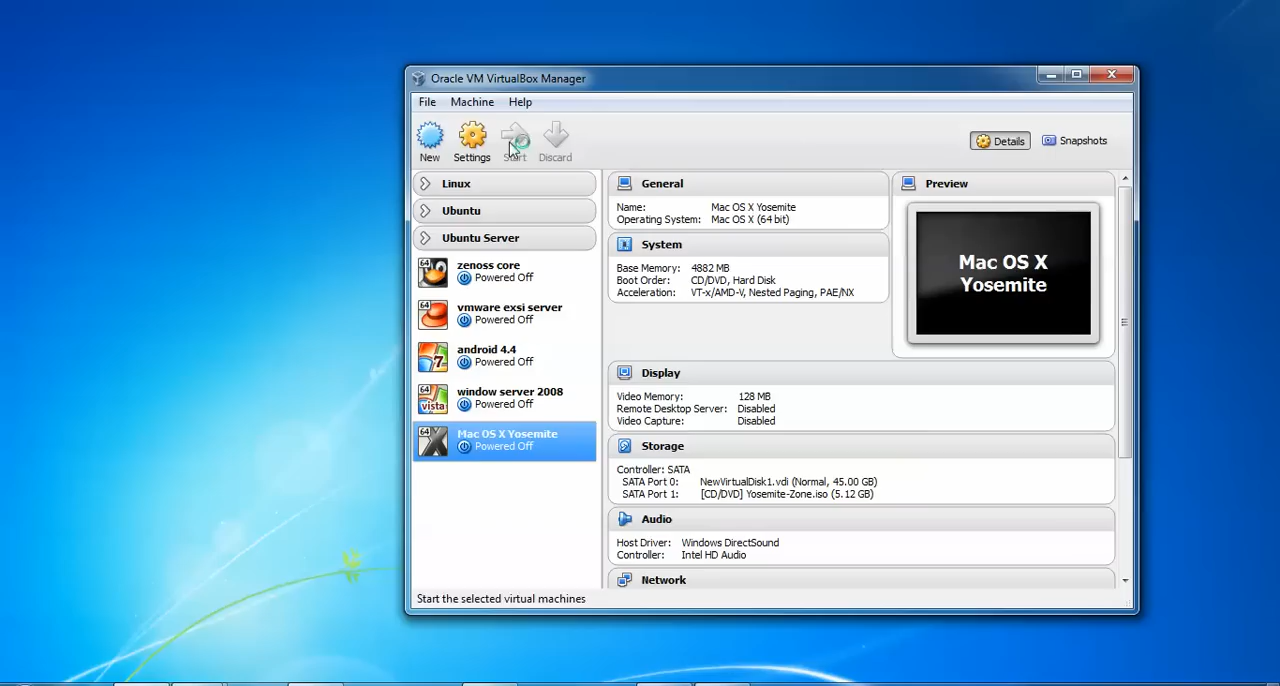 Oracle VM VirtualBox Manager
File Machine Help
New Settings Start Discard
Details Snapshots
Linux
Ubuntu
Ubuntu Server
64
zenoss core
Powered Off
64
vmware exsi server
Powered Off
7
android 4.4
Powered Off
64
vista
window server 2008
Powered Off
64
X
Mac OS X Yosemite
Powered Off
General
Name: Mac OS X Yosemite
Operating System: Mac OS X (64 bit)
System
Base Memory: 4882 MB
Boot Order: CD/DVD, Hard Disk
Acceleration: VT-x/AMD-V, Nested Paging, PAE/NX
Preview
Mac OS X
Yosemite
Display
Video Memory: 128 MB
Remote Desktop Server: Disabled
Video Capture: Disabled
Storage
Controller: SATA
SATA Port 0: NewVirtualDisk1.vdi (Normal, 45.00 GB)
SATA Port 1: [CD/DVD] Yosemite-Zone.iso (5.12 GB)
Audio
Host Driver: Windows DirectSound
Controller: Intel HD Audio
Network
Start the selected virtual machines